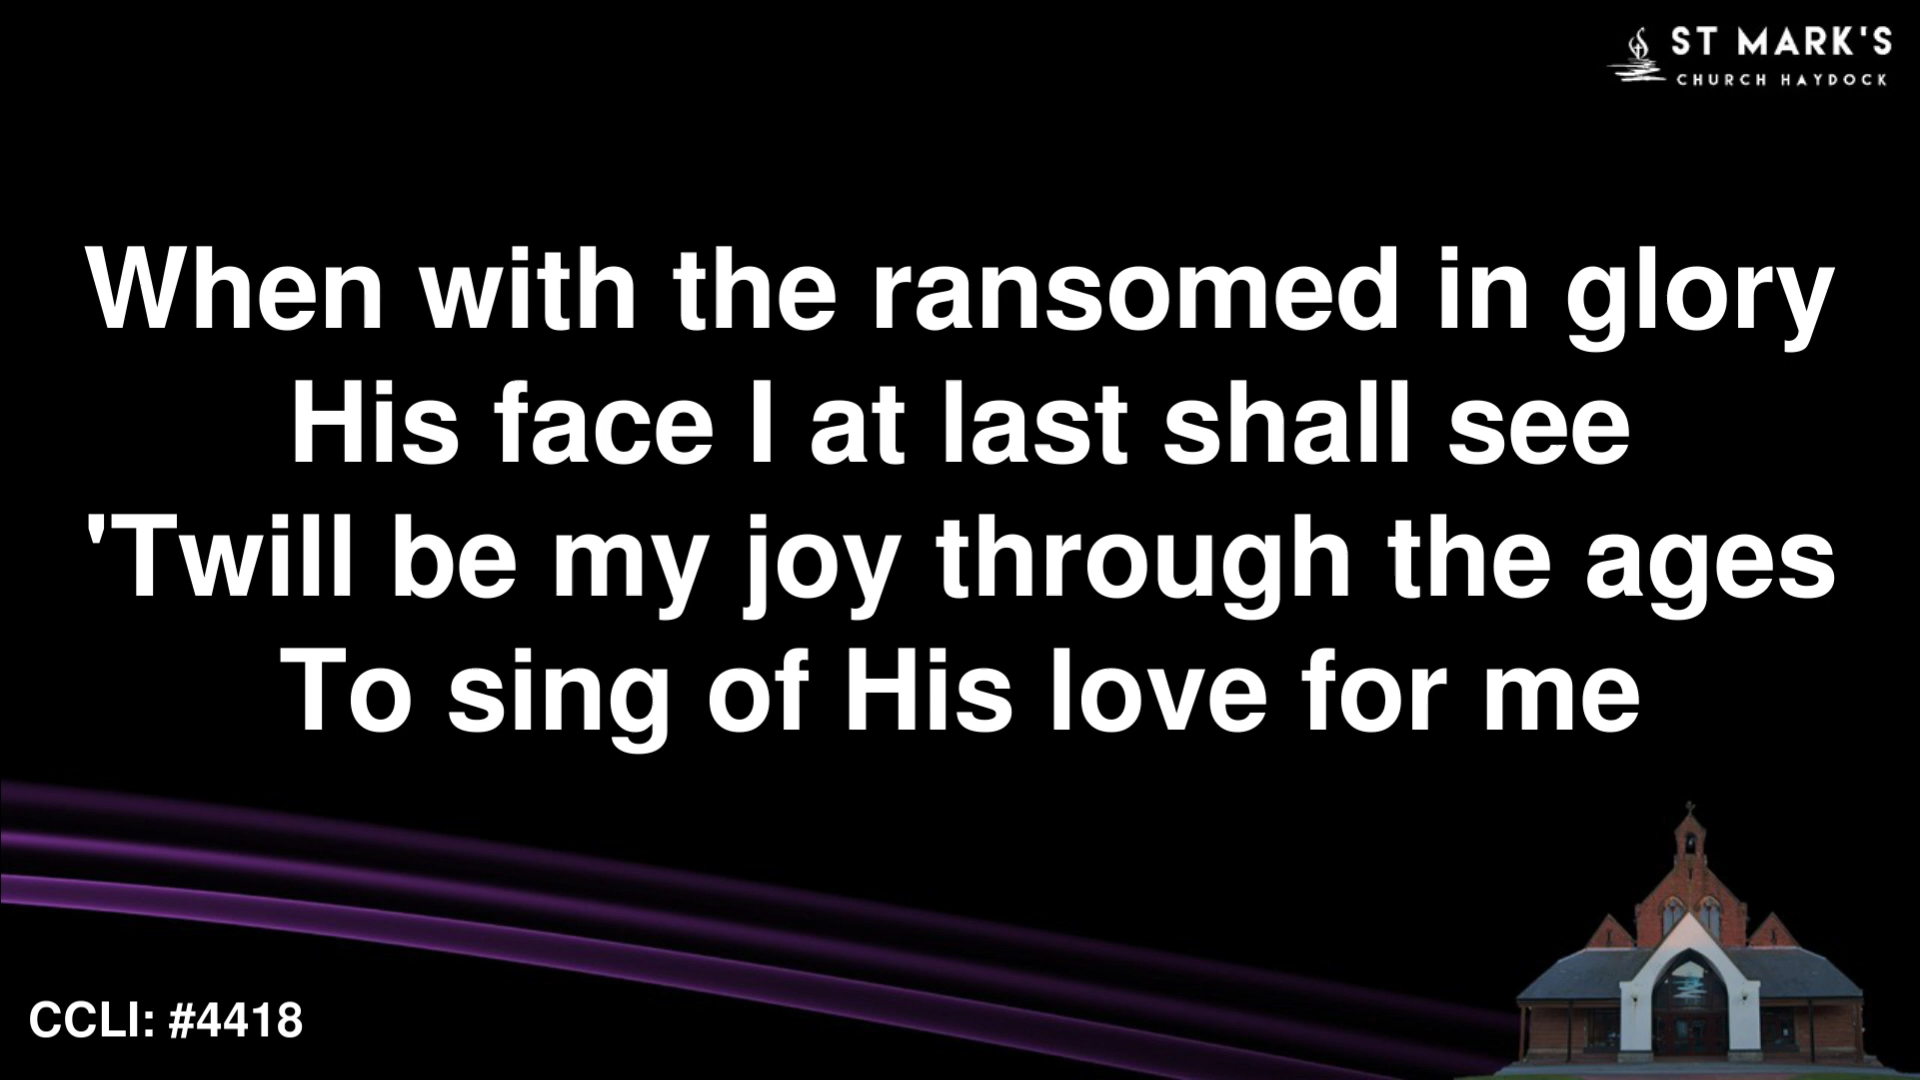 ST MARK'S
CHURCH HAYDOCK
When with the ransomed in glory
His face I at last shall see
'Twill be my joy through the ages
To sing of His love for me
CCLI: #4418